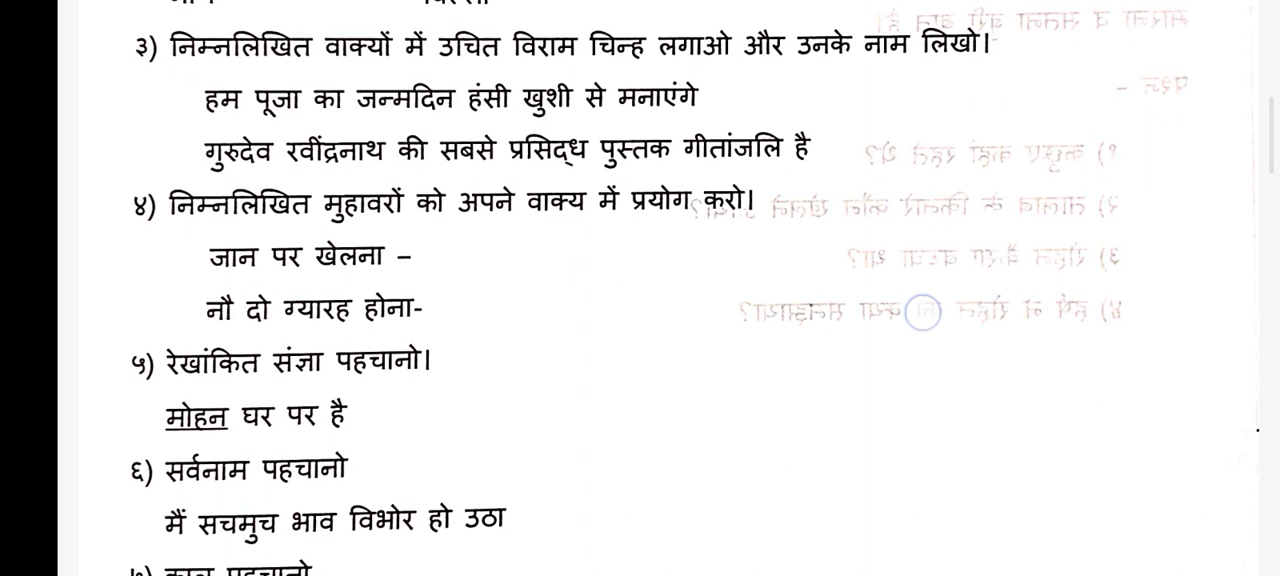 ३) निम्नलिखित वाक्यों में उचित विराम चिन्ह लगाओ और उनके नाम लिखो।
हम पूजा का जन्मदिन हंसी खुशी से मनाएंगे
गुरुदेव रवींद्रनाथ की सबसे प्रसिद्ध पुस्तक गीतांजलि है
४) निम्नलिखित मुहावरों को अपने वाक्य में प्रयोग करो।
जान पर खेलना –
नौ दो ग्यारह होना-
५) रेखांकित संज्ञा पहचानो।
मोहन घर पर है
६) सर्वनाम पहचानो
मैं सचमुच भाव विभोर हो उठा